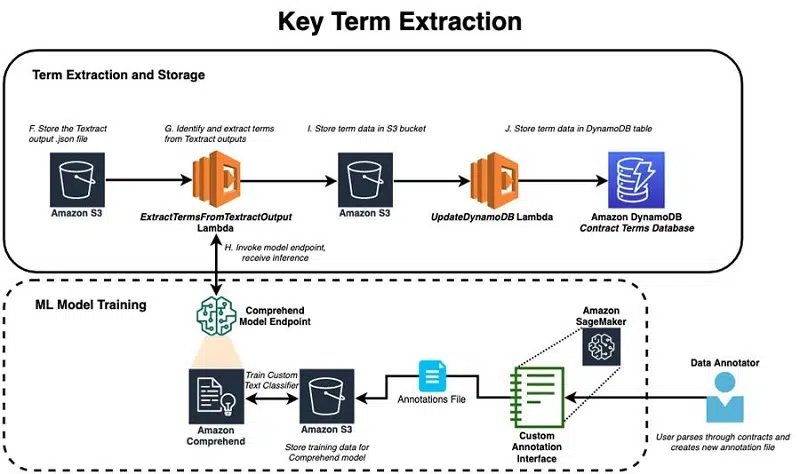 Key Term Extraction
Term Extraction and Storage
F. Store the Textract
output .json file
G. Identify and extract terms
from Textract outputs
I. Store term data in S3 bucket
J. Store term data in DynamoDB table
Amazon S3
ExtractTermsFromTextractOutput
Lambda
Amazon S3
UpdateDynamoDB Lambda
Amazon DynamoDB
Contract Terms Database
H. Invoke model endpoint,
receive inference
ML Model Training
Comprehend
Model Endpoint
Amazon
SageMaker
Data Annotator
Train Custom
Text Classifier
Annotations File
Amazon
Comprehend
Amazon S3
Custom
Annotation
Interface
Store training data for
Comprehend model
User parses through contracts and
creates new annotation file